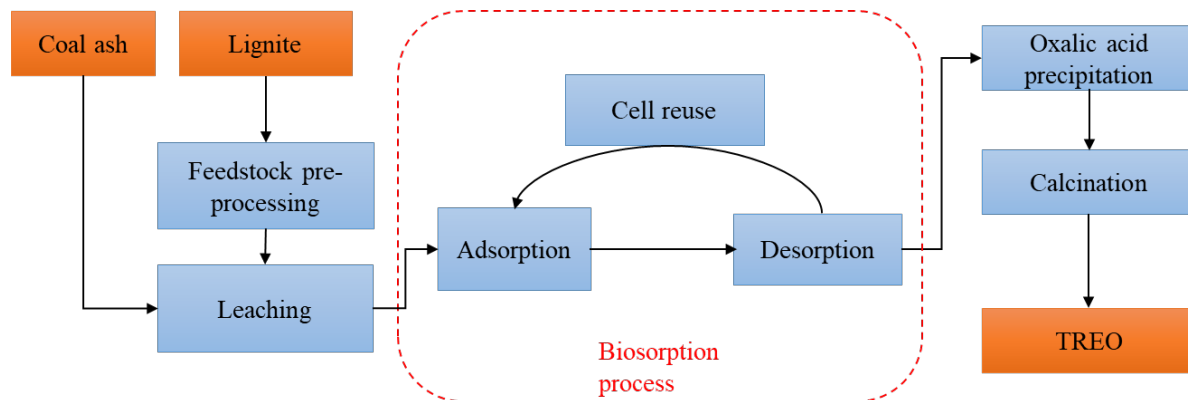 Coal ash
Lignite
Feedstock pre-
processing
Leaching
Cell reuse
Adsorption
Desorption
Biosorption
process
Oxalic acid
precipitation
Calcination
TREO